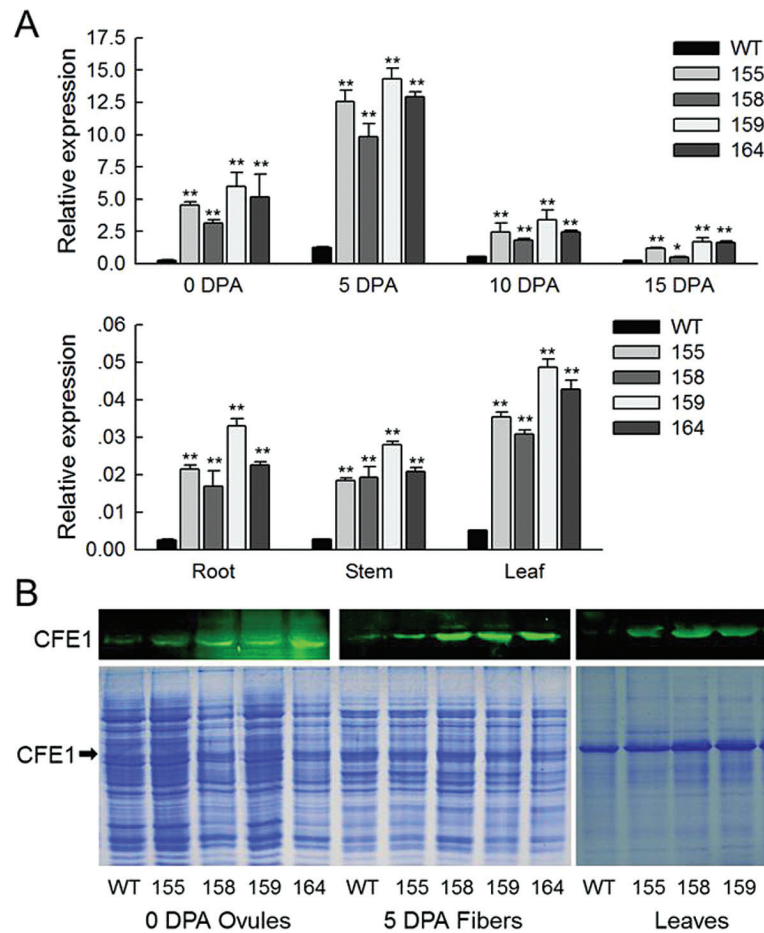 A
Relative expression
17.5
15.0
12.5
10.0
7.5
5.0
2.5
0.0
** ** ** **
** ** ** **
** ** ** **
** * ** **
0 DPA 5 DPA 10 DPA 15 DPA
WT
155
158
159
164
Relative expression
.06
.05
0.04
0.03
0.02
.01
0.00
** ** ** **
** ** ** **
** ** ** **
Root Stem Leaf
WT
155
158
159
164
B
CFE1
CFE1
WT 155 158 159 164 WT 155 158 159 164 WT 155 158 159
0 DPA Ovules 5 DPA Fibers Leaves